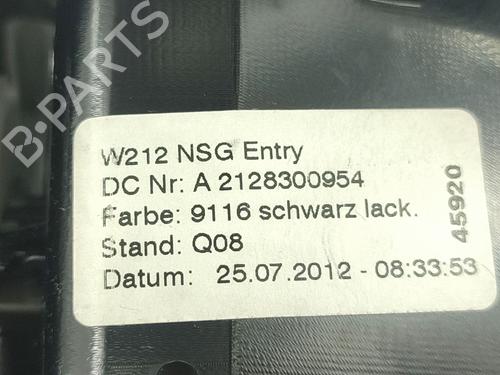 B-PARTS
W212 NSG Entry
DC Nr: A 2128300954
Farbe: 9116 schwarz lack.
Stand: Q08
Datum: 25.07.2012 - 08:33:53
45920